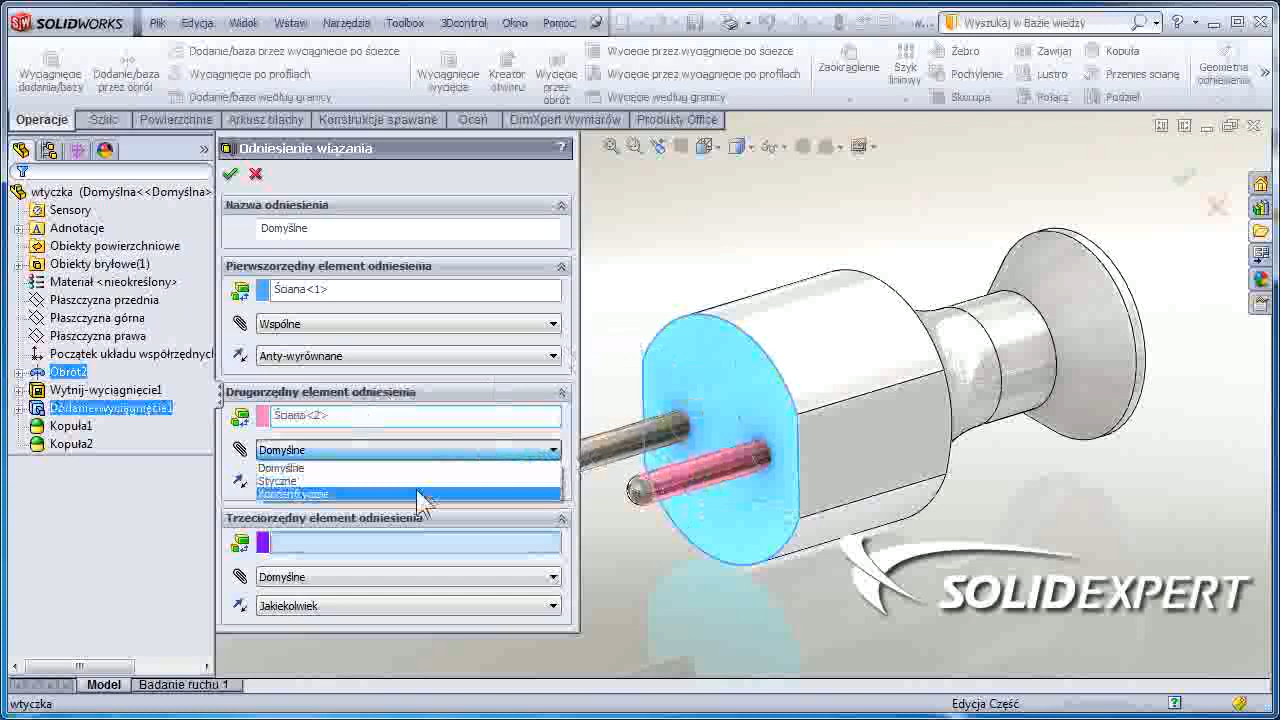 SOLIDWORKS
Plik Edycja Widok Wstaw Narzędzia Toolbox 3Dcontrol Okno Pomoc
Wyszukaj w Bazie wiedzy
Wyciągnięcie dodania/bazy
Dodanie/baza przez obrót
Dodanie/baza przez wyciągnięcie po ścieżce
Wyciągnięcia po profilach
Dodanie/baza według granicy
Wyciągnięcie wycięcie
Kreator otworu
Wycięcie przez obrót
Wycięcie przez wyciągnięcie po ścieżce
Wycięcie przez wyciągnięcia po profilach
Wycięcie według granicy
Zaokrąglenie
Szyk liniowy
Żebro
Pochylenie
Skorupa
Zawijaj
Lustro
Połącz
Kopuła
Przenieś ścianę
Podziel
Geometria odniesienia
Operacje Szkic Powierzchnie Arkusz blachy Konstrukcje spawane Oceń DimXpert Wymiarów Produkty Office
wtyczka (Domyślna<<Domyślna>
Sensory
Adnotacje
Obiekty powierzchniowe
Obiekty bryłowe(1)
Materiał <nieokreślony>
Płaszczyzna przednia
Płaszczyzna górna
Płaszczyzna prawa
Początek układu współrzędnych
Obrót2
Wytnij-wyciągnięcie1
Dodanie-wyciągnięcie1
Kopuła1
Kopuła2
Odniesienie wiązania
?
Nazwa odniesienia
Domyślne
Pierwszorzędny element odniesienia
Ściana<1>
Wspólne
Anty-wyrównane
Drugorzędny element odniesienia
Ściana<2>
Domyślne
Domyślne
Styczne
Koncentryczne
Trzeciorzędny element odniesienia
Domyślne
Jakiekolwiek
SOLIDEXPERT
Model Badanie ruchu 1
wtyczka
Edycja Część